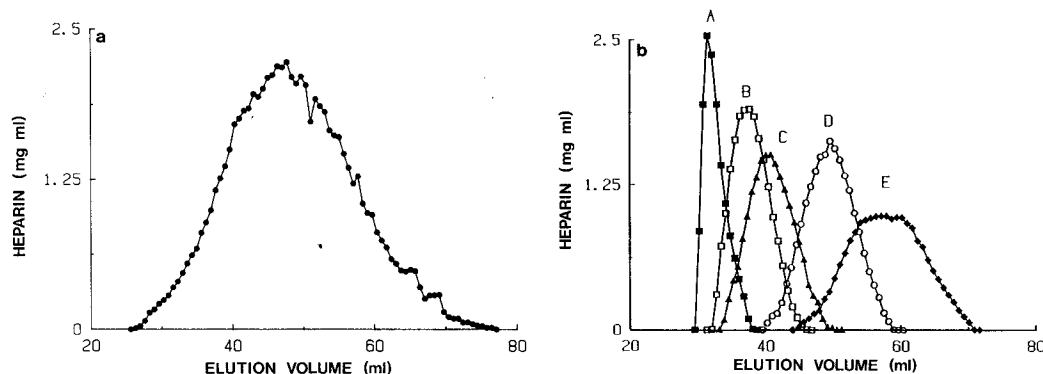 a
2.5
1.25
0
HEPARIN (mg ml)
20
40
60
80
ELUTION VOLUME (ml)
b
2.5
1.25
0
HEPARIN (mg ml)
A
B
C
D
E
20
40
60
80
ELUTION VOLUME (ml)